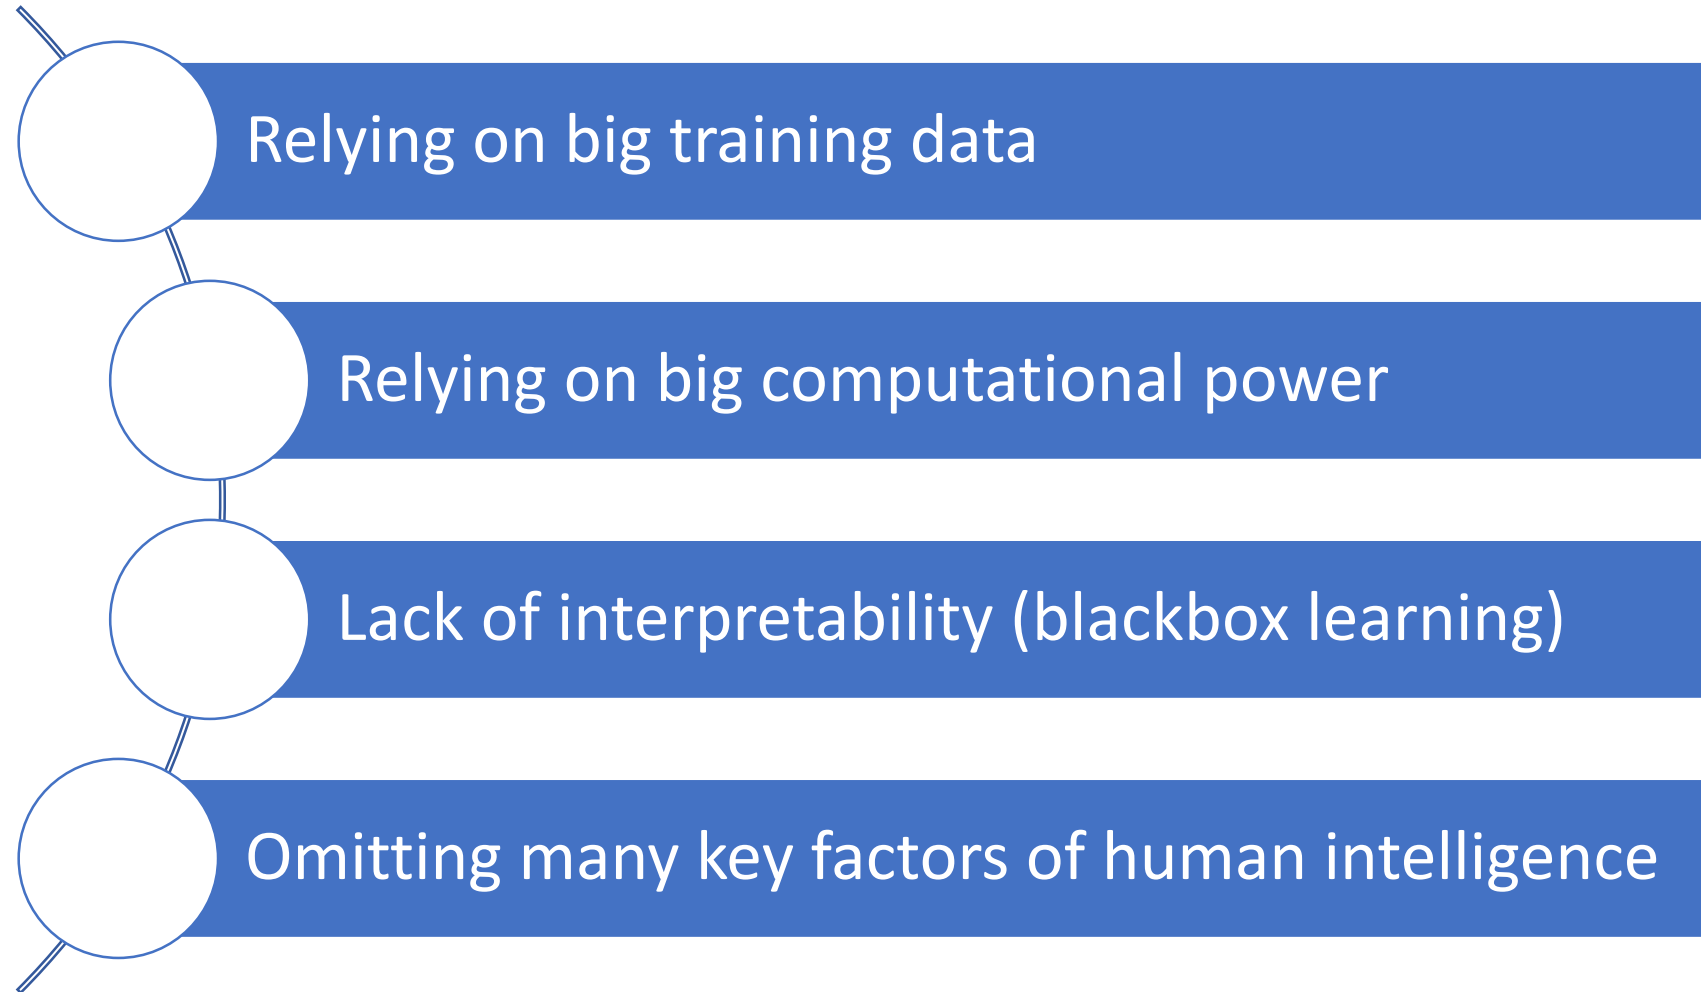 Relying on big training data
Relying on big computational power
Lack of interpretability (blackbox learning)
Omitting many key factors of human intelligence